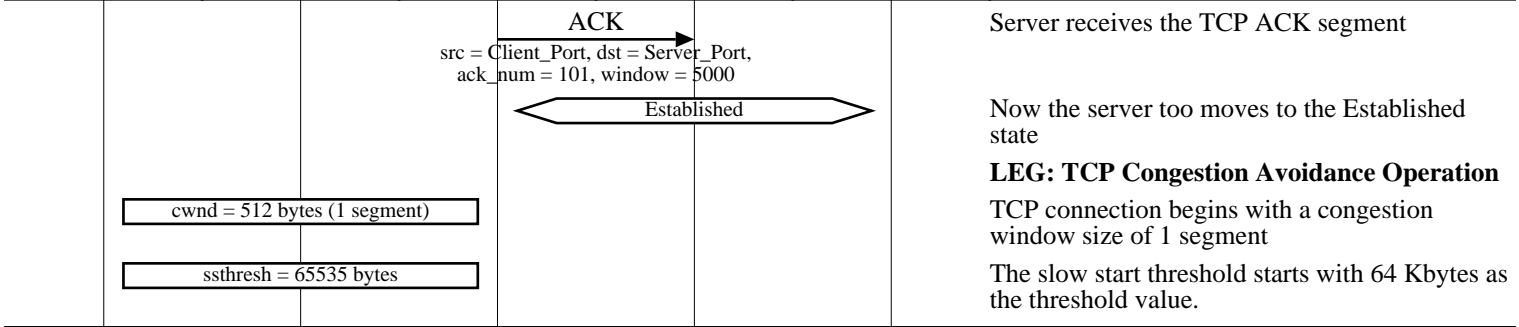 ACK
Server receives the TCP ACK segment
src = Client_Port, dst = Server_Port,
ack_num = 101, window = 5000
Established
Now the server too moves to the Established
state
LEG: TCP Congestion Avoidance Operation
cwnd = 512 bytes (1 segment)
TCP connection begins with a congestion
window size of 1 segment
ssthresh = 65535 bytes
The slow start threshold starts with 64 Kbytes as
the threshold value.